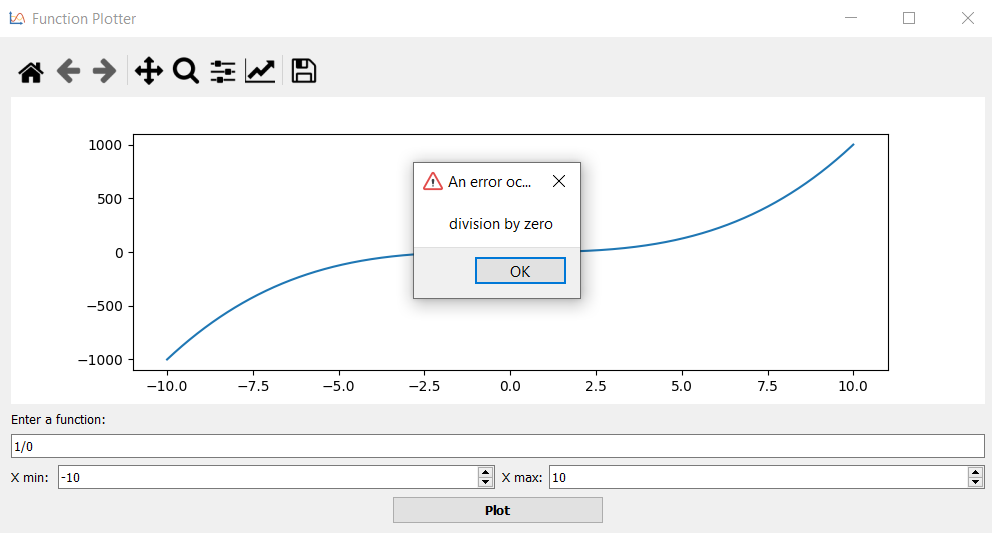 Function Plotter
1000
500
0
−500
−1000
−10.0 −7.5 −5.0 −2.5 0.0 2.5 5.0 7.5 10.0
An error oc...
division by zero
OK
Enter a function:
1/0
X min: -10 X max: 10
Plot